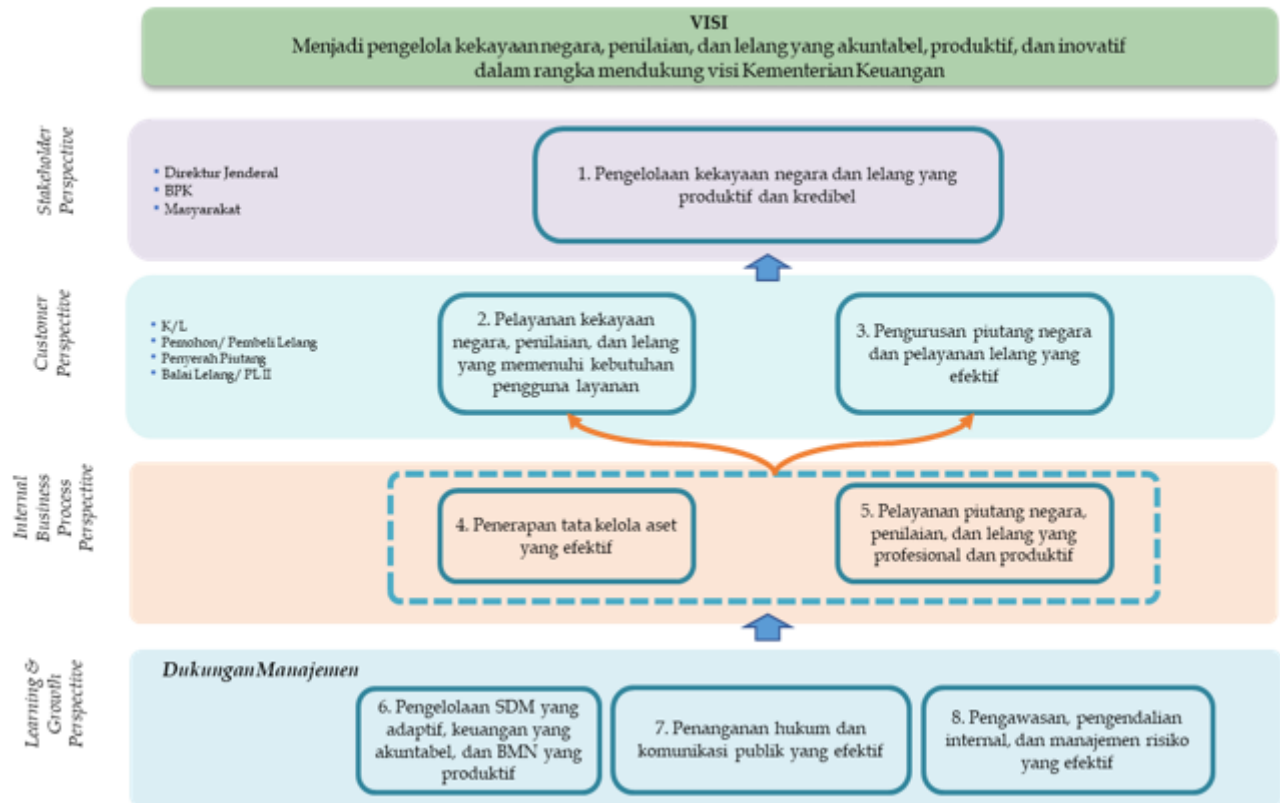 VISI
Menjadi pengelola kekayaan negara, penilaian, dan lelang yang akuntabel, produktif, dan inovatif
dalam rangka mendukung visi Kementerian Keuangan
Stakeholder
Perspective
• Direktur Jenderal
• BPK
• Masyarakat
1. Pengelolaan kekayaan negara dan lelang yang
produktif dan kredibel
Customer
Perspective
• K/L
• Pemohon/ Pembeli Lelang
• Penyerah Piutang
• Balai Lelang/ PL II
2. Pelayanan kekayaan
negara, penilaian, dan lelang
yang memenuhi kebutuhan
pengguna layanan
3. Pengurusan piutang negara
dan pelayanan lelang yang
efektif
Internal
Business
Process
Perspective
4. Penerapan tata kelola aset
yang efektif
5. Pelayanan piutang negara,
penilaian, dan lelang yang
profesional dan produktif
Learning &
Growth
Perspective
Dukungan Manajemen
6. Pengelolaan SDM yang
adaptif, keuangan yang
akuntabel, dan BMN yang
produktif
7. Penanganan hukum dan
komunikasi publik yang efektif
8. Pengawasan, pengendalian
internal, dan manajemen risiko
yang efektif